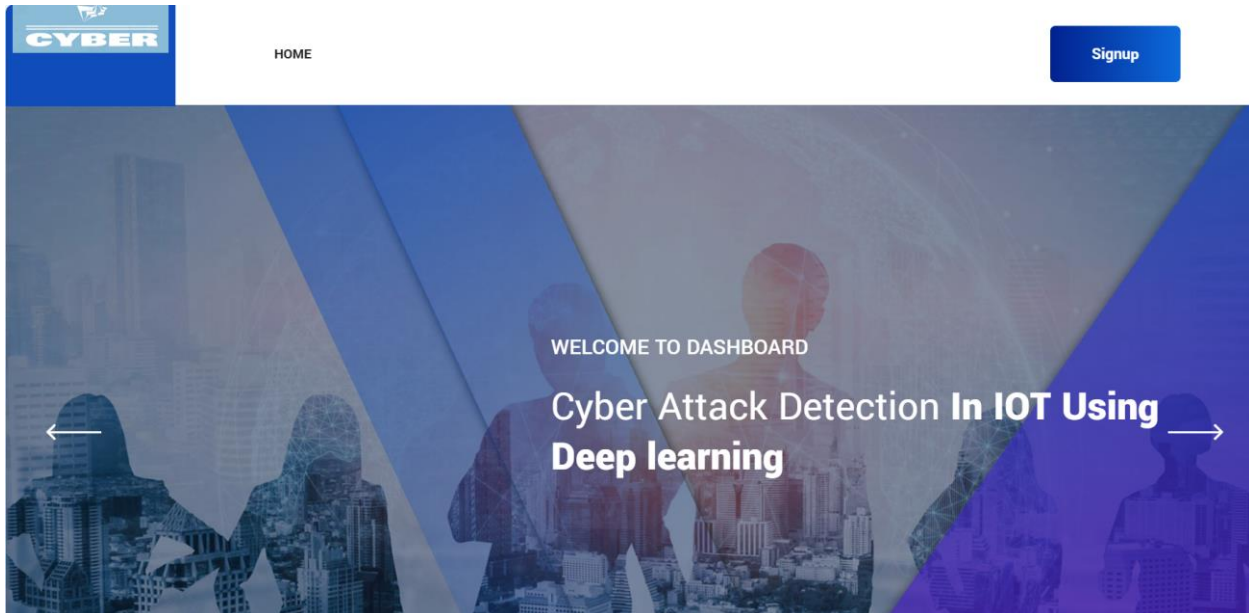 CYBER
HOME
Signup
WELCOME TO DASHBOARD
Cyber Attack Detection In IOT Using
Deep learning